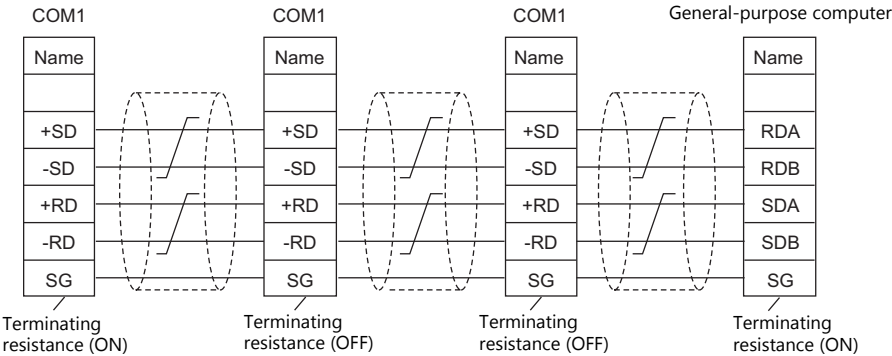 COM1
COM1
COM1
General-purpose computer
Name
Name
Name
Name
+SD
+SD
+SD
RDA
-SD
-SD
-SD
RDB
+RD
+RD
+RD
SDA
-RD
-RD
-RD
SDB
SG
SG
SG
SG
Terminating
resistance (ON)
Terminating
resistance (OFF)
Terminating
resistance (OFF)
Terminating
resistance (ON)